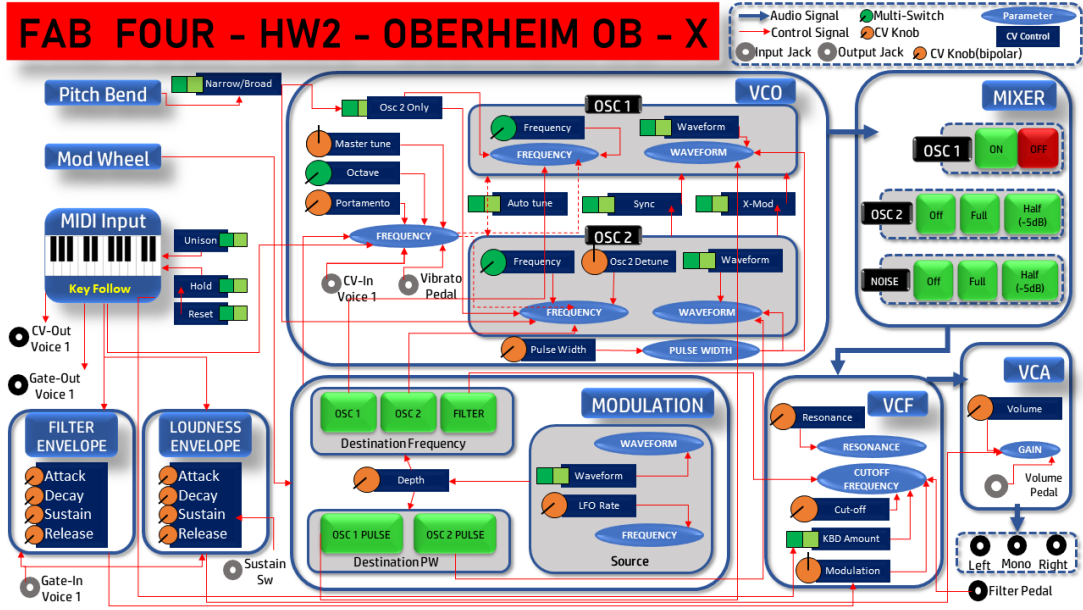 FAB FOUR - HW2 - OBERHEIM OB - X
Audio Signal
Control Signal
Input Jack
Output Jack
Multi-Switch
CV Knob
CV Knob(bipolar)
Parameter
CV Control
Pitch Bend
Narrow/Broad
Mod Wheel
MIDI Input
Key Follow
Unison
Hold
Reset
CV-Out
Voice 1
Gate-Out
Voice 1
VCO
Osc 2 Only
Master tune
Octave
Portamento
FREQUENCY
CV-In
Voice 1
Vibrato
Pedal
OSC 1
Frequency
Waveform
FREQUENCY
WAVEFORM
Auto tune
Sync
X-Mod
OSC 2
Frequency
Osc2 Detune
Waveform
FREQUENCY
WAVEFORM
Pulse Width
PULSE WIDTH
MIXER
OSC 1
ON
OFF
OSC 2
Off
Full
Half
(-5dB)
NOISE
Off
Full
Half
(-5dB)
FILTER
ENVELOPE
Attack
Decay
Sustain
Release
Gate-In
Voice 1
LOUDNESS
ENVELOPE
Attack
Decay
Sustain
Release
Sustain
Sw
MODULATION
OSC 1
OSC 2
FILTER
Destination Frequency
Depth
OSC 1 PULSE
OSC 2 PULSE
Destination PW
WAVEFORM
Waveform
LFO Rate
FREQUENCY
Source
VCF
Resonance
RESONANCE
CUTOFF
FREQUENCY
Cut-off
KBD Amount
Modulation
VCA
Volume
GAIN
Volume
Pedal
Left
Mono
Right
Filter Pedal